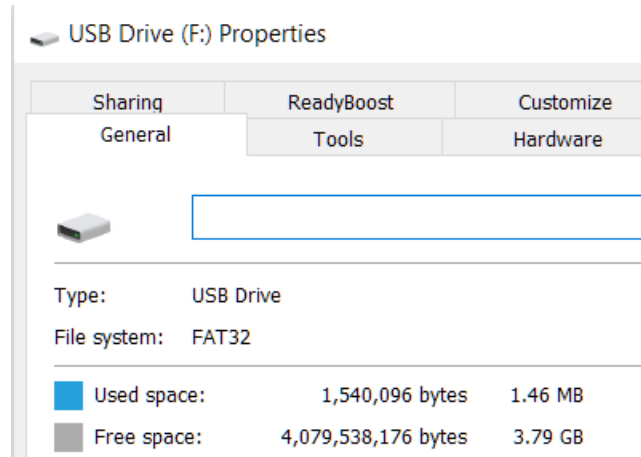 USB Drive (F:) Properties
Sharing ReadyBoost Customize
General Tools Hardware
Type: USB Drive
File system: FAT32
Used space: 1,540,096 bytes 1.46 MB
Free space: 4,079,538,176 bytes 3.79 GB